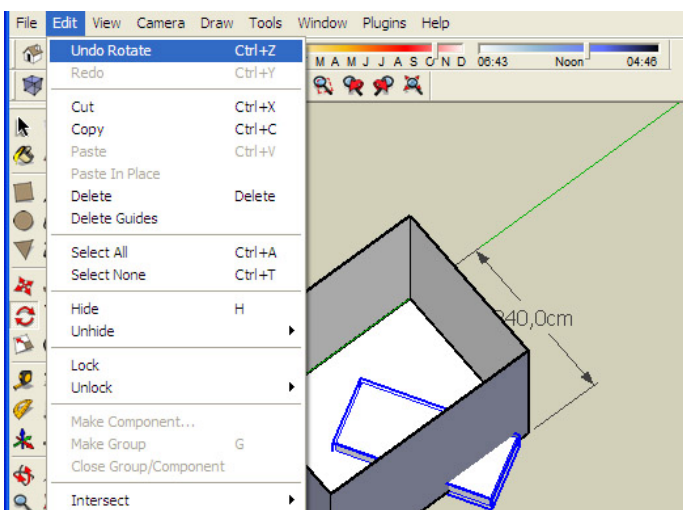 File Edit View Camera Draw Tools Window Plugins Help
Undo Rotate Ctrl+Z
M A M J J A S O N D 06:43 Noon 04:46
Redo Ctrl+Y
Cut Ctrl+X
Copy Ctrl+C
Paste Ctrl+V
Paste In Place
Delete Delete
Delete Guides
Select All Ctrl+A
Select None Ctrl+T
Hide H
Unhide
40,0cm
Lock
Unlock
Make Component...
Make Group G
Close Group/Component
Intersect